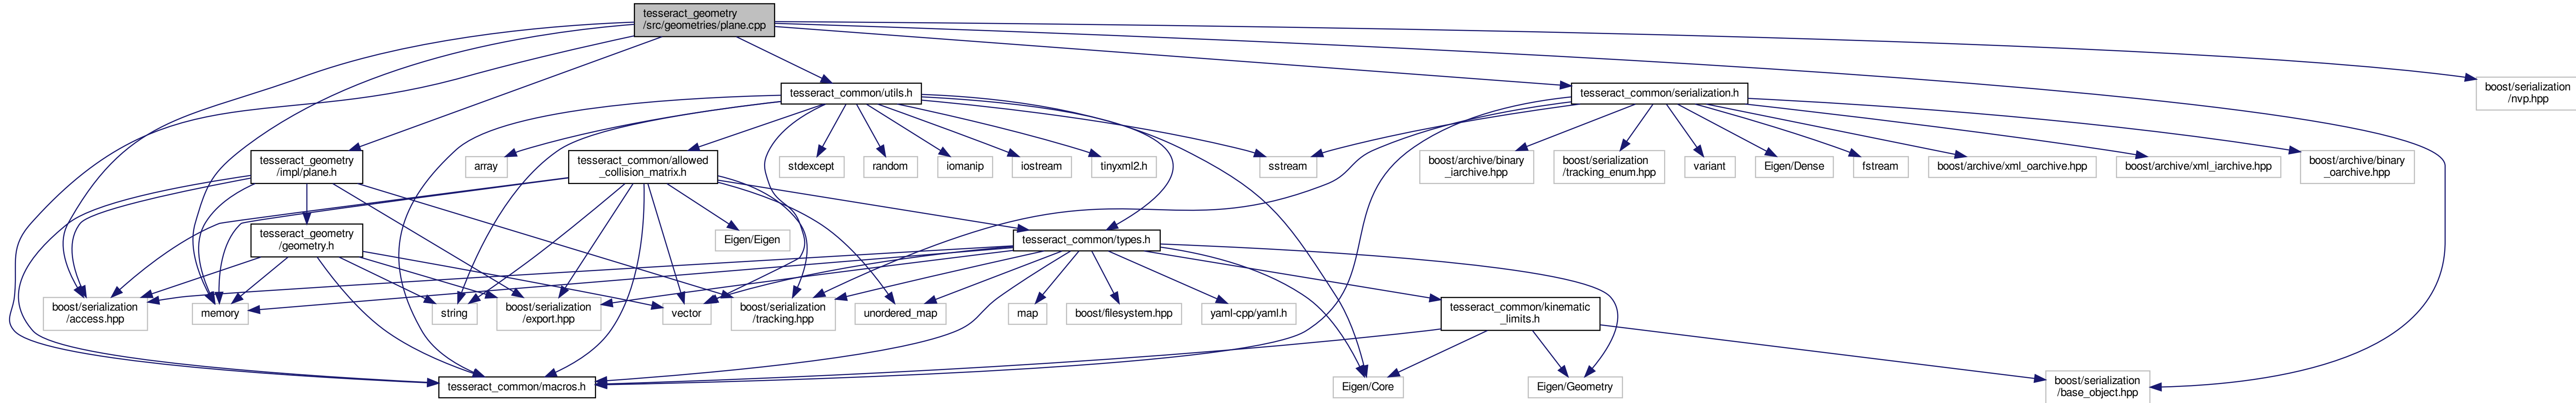 tesseract_geometry
/src/geometries/plane.cpp
tesseract_common/utils.h
tesseract_common/serialization.h
boost/serialization
/nvp.hpp
tesseract_geometry
/impl/plane.h
array
tesseract_common/allowed
_collision_matrix.h
stdexcept
random
iomanip
iostream
tinyxml2.h
sstream
boost/archive/binary
_iarchive.hpp
boost/serialization
/tracking_enum.hpp
variant
Eigen/Dense
fstream
boost/archive/xml_oarchive.hpp
boost/archive/xml_iarchive.hpp
boost/archive/binary
_oarchive.hpp
tesseract_geometry
/geometry.h
Eigen/Eigen
tesseract_common/types.h
boost/serialization
/access.hpp
memory
string
boost/serialization
/export.hpp
vector
boost/serialization
/tracking.hpp
unordered_map
map
boost/filesystem.hpp
yaml-cpp/yaml.h
tesseract_common/kinematic
_limits.h
tesseract_common/macros.h
Eigen/Core
Eigen/Geometry
boost/serialization
/base_object.hpp